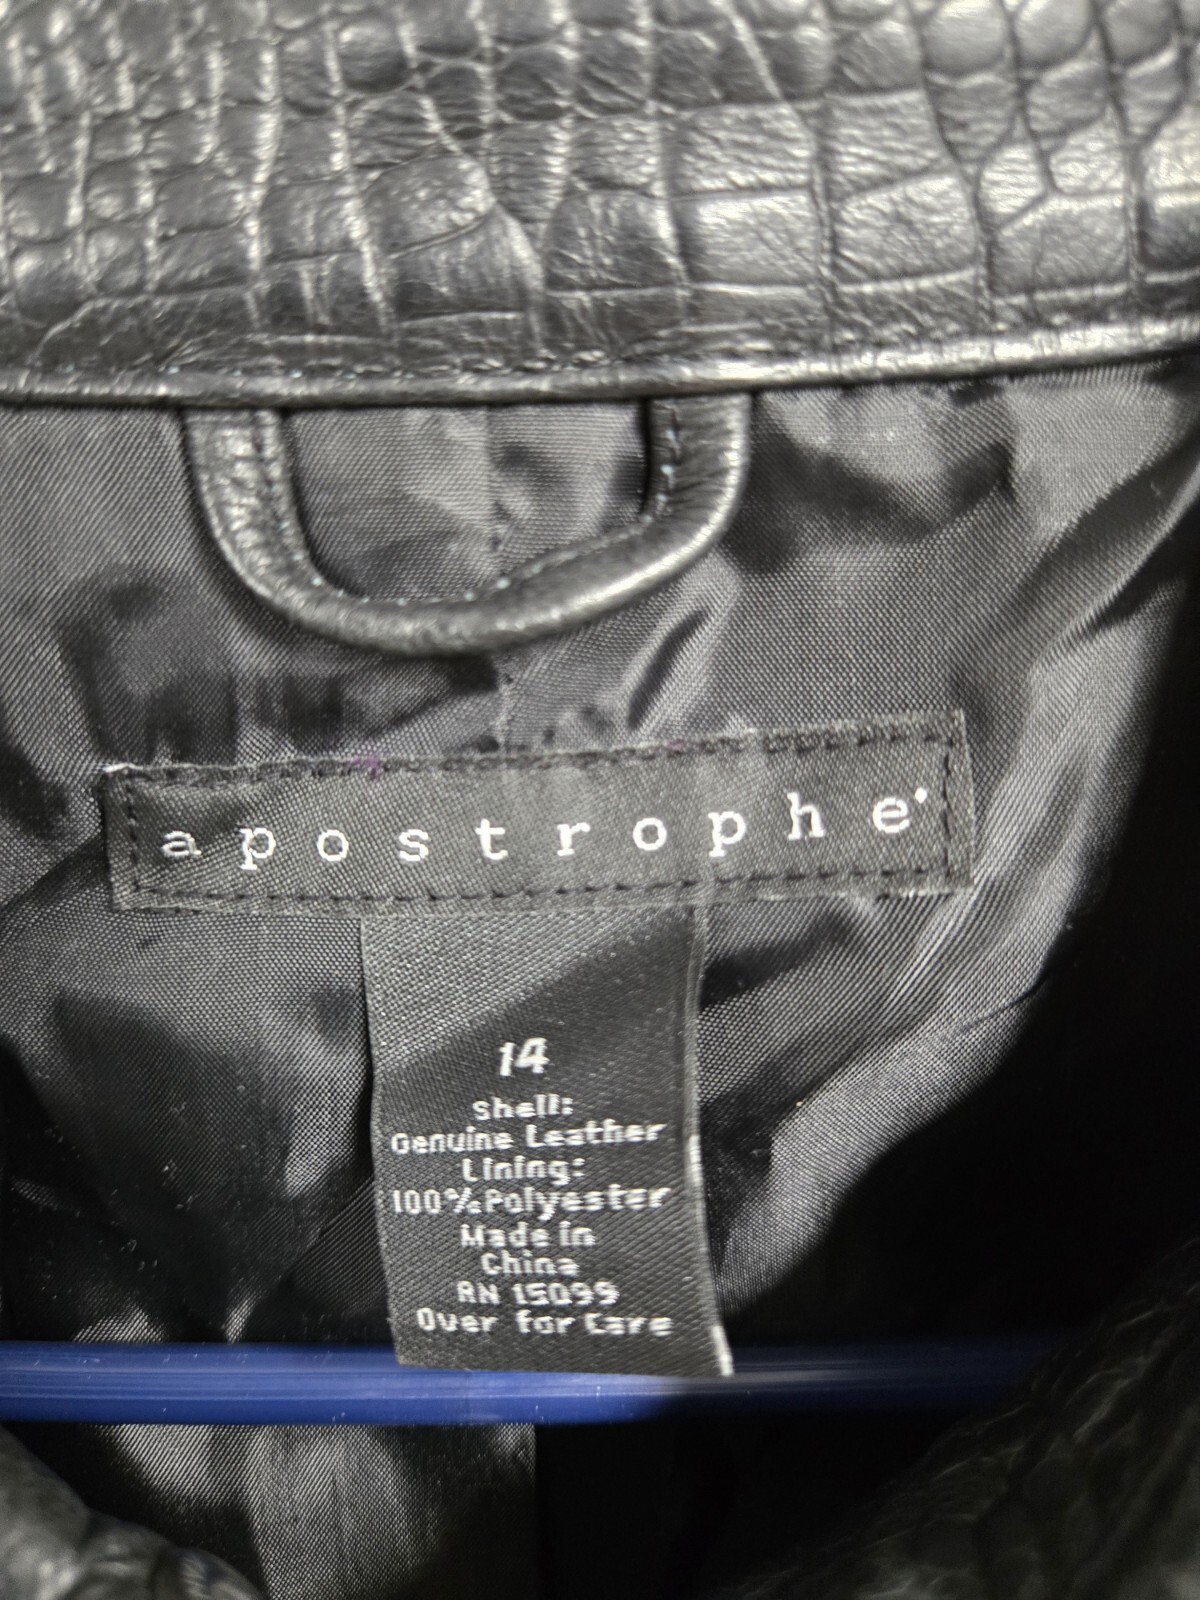 apostrophe
14
Shell:
Genuine Leather
Lining:
100% Polyester
Made in
China
RN 15099
Over for Care